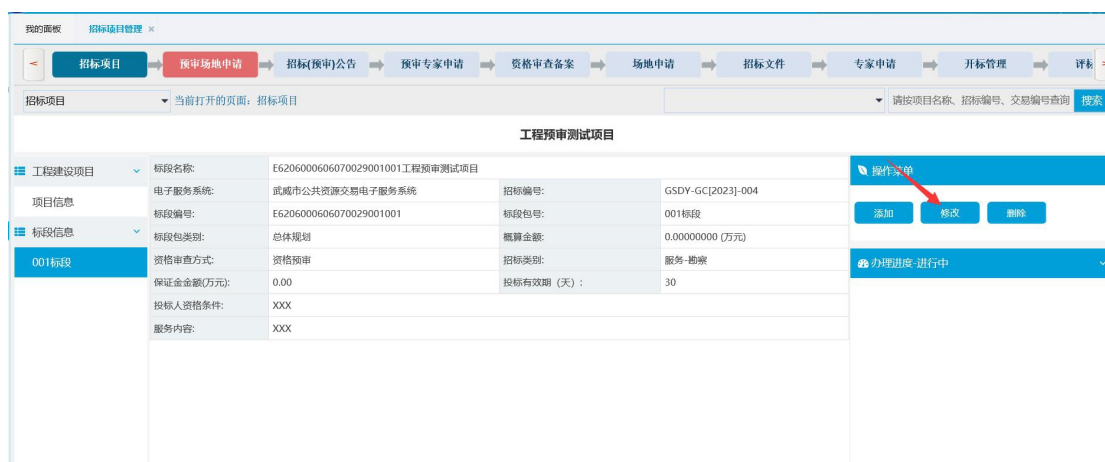 我的面板 招标项目管理 ×
< 招标项目 预审场地申请 招标(预审)公告 预审专家申请 资格审查备案 场地申请 招标文件 专家申请 开标管理 评标
招标项目 当前打开的页面：招标项目 请按项目名称、招标编号、交易编号查询 搜索
工程预审测试项目
工程建设项目
项目信息
标段信息
001标段
标段名称: E6206000606070029001001工程预审测试项目
电子服务系统: 武威市公共资源交易电子服务系统 招标编号: GSDY-GC[2023]-004
标段编号: E6206000606070029001001 标段包号: 001标段
标段包类别: 总体规划 概算金额: 0.00000000 (万元)
资格审查方式: 资格预审 招标类别: 服务-勘察
保证金金额(万元): 0.00 投标有效期（天）: 30
投标人资格条件: XXX
服务内容: XXX
操作菜单
添加 修改 删除
办理进度-进行中